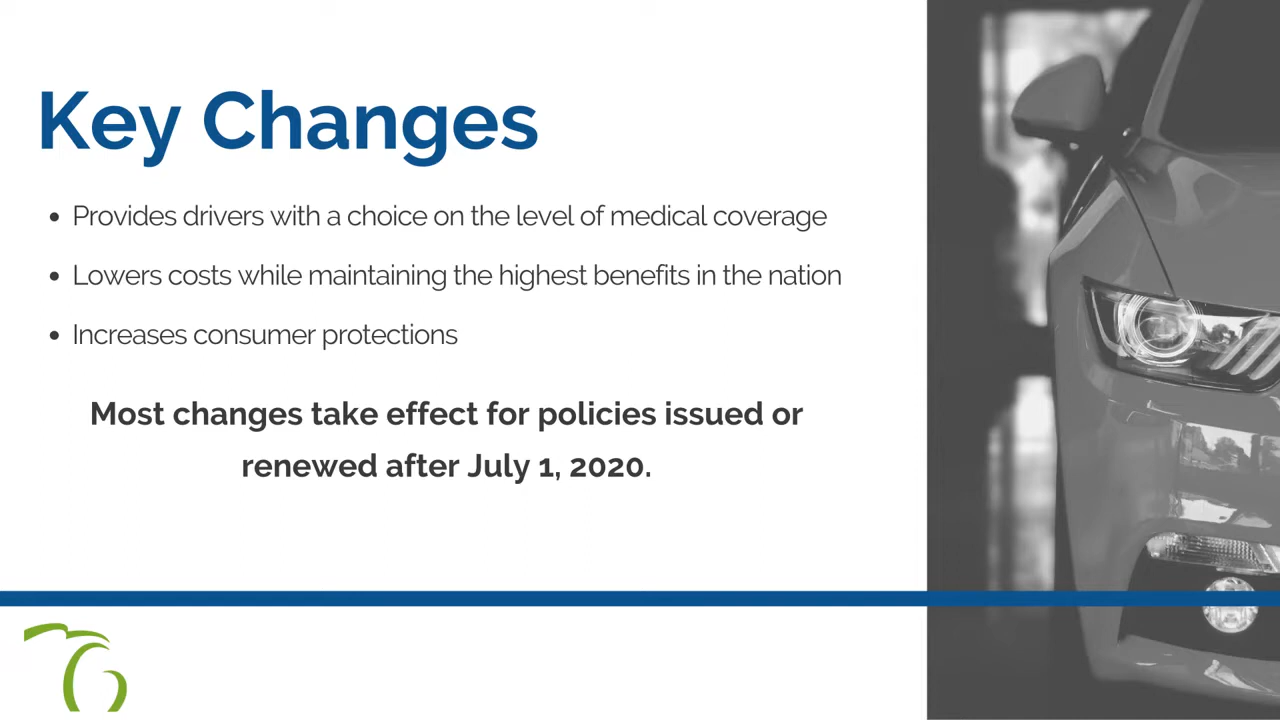 Key Changes
• Provides drivers with a choice on the level of medical coverage
• Lowers costs while maintaining the highest benefits in the nation
• Increases consumer protections
Most changes take effect for policies issued or
renewed after July 1, 2020.